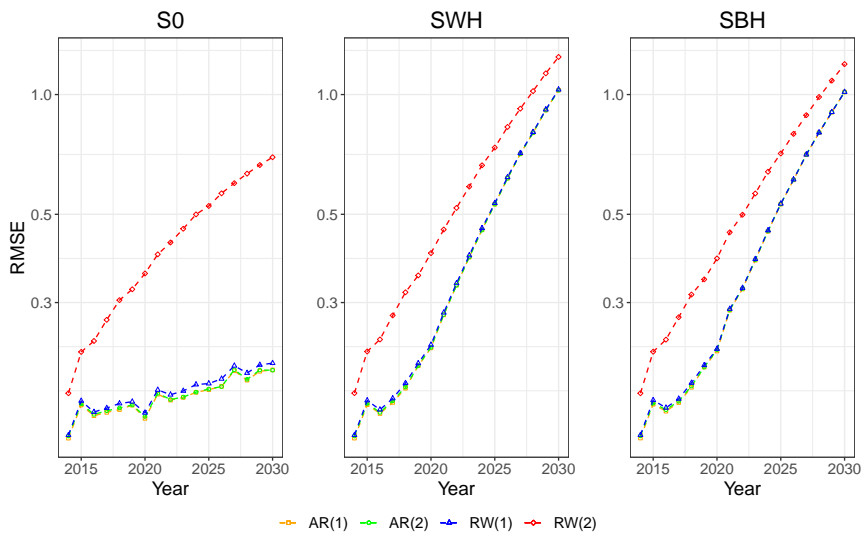 S0 SWH SBH
1.0 1.0 1.0
0.5 0.5 0.5
RMSE
0.3 0.3 0.3
2015 2020 2025 2030 2015 2020 2025 2030 2015 2020 2025 2030
Year Year Year
AR(1) AR(2) RW(1) RW(2)